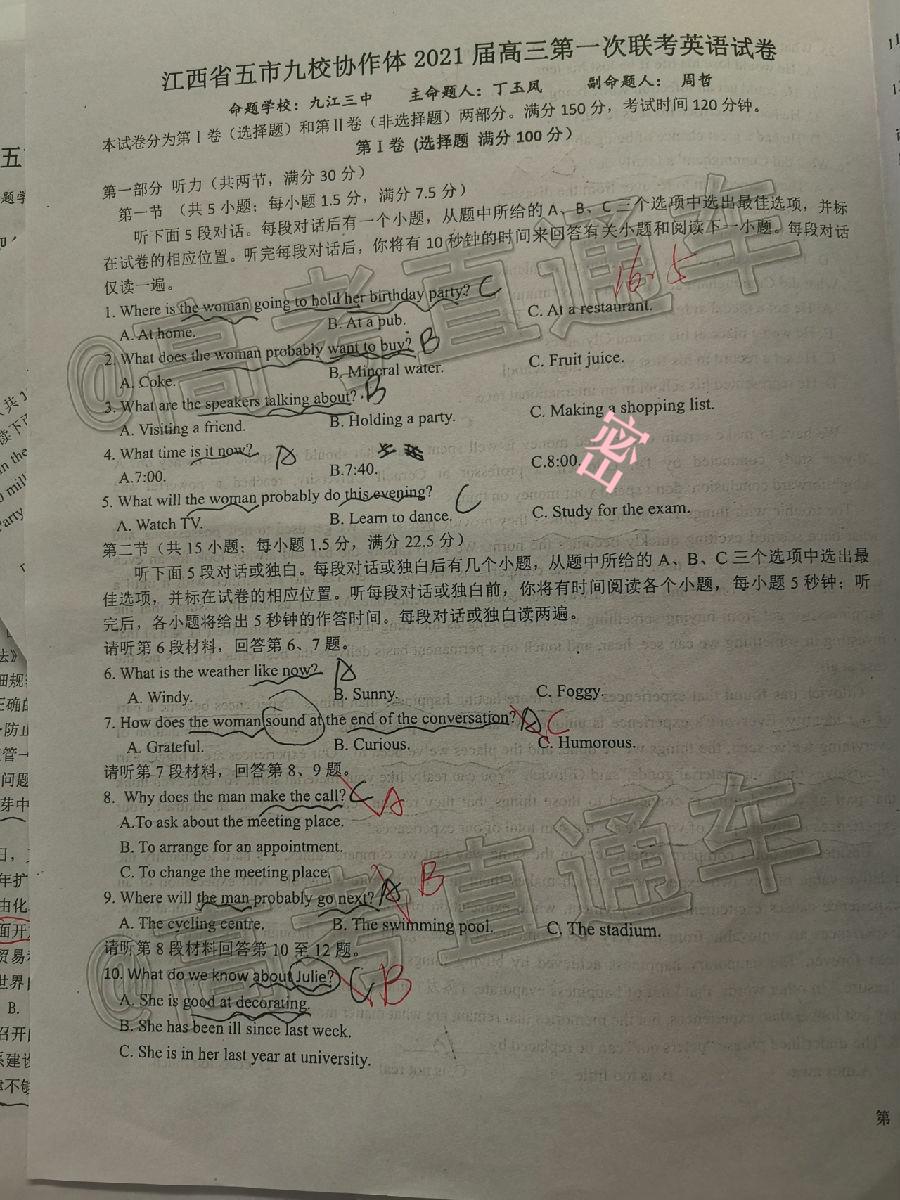 江西省五市九校协作体 2021 届高三第一次联考英语试卷
命题学校：九江三中 主命题人：丁玉凤 副命题人： 周哲
本试卷分为第Ⅰ卷（选择题）和第Ⅱ卷（非选择题）两部分。满分 150 分，考试时间 120 分钟。
第Ⅰ卷 (选择题 满分 100 分)
第一部分 听力（共两节，满分 30 分）
第一节 （共 5 小题；每小题 1.5 分，满分 7.5 分）
听下面 5 段对话。每段对话后有一个小题，从题中所给的 A、B、C 三个选项中选出最佳选项，并标
在试卷的相应位置。听完每段对话后，你将有 10 秒钟的时间来回答有关小题和阅读下一小题。每段对话
仅读一遍。
16.5
1. Where is the woman going to hold her birthday party? C
A. At home. B. At a pub. C. At a restaurant.
2. What does the woman probably want to buy? B
A. Coke. B. Mineral water. C. Fruit juice.
3. What are the speakers talking about? B
A. Visiting a friend. B. Holding a party. C. Making a shopping list.
4. What time is it now? A
A.7:00. B.7:40. C.8:00.
密
5. What will the woman probably do this evening? C
A. Watch TV. B. Learn to dance. C. Study for the exam.
第二节（共 15 小题；每小题 1.5 分，满分 22.5 分）
听下面 5 段对话或独白。每段对话或独白后有几个小题，从题中所给的 A、B、C 三个选项中选出最
佳选项，并标在试卷的相应位置。听每段对话或独白前，你将有时间阅读各个小题，每小题 5 秒钟；听
完后，各小题将给出 5 秒钟的作答时间。每段对话或独白读两遍。
请听第 6 段材料，回答第 6、7 题。
6. What is the weather like now? A
A. Windy. B. Sunny. C. Foggy.
7. How does the woman sound at the end of the conversation? A C
A. Grateful. B. Curious. C. Humorous.
请听第 7 段材料，回答第 8、9 题。
8. Why does the man make the call? C A
A.To ask about the meeting place.
B. To arrange for an appointment.
C. To change the meeting place.
9. Where will the man probably go next? A B
A. The cycling centre. B. The swimming pool. C. The stadium.
请听第 8 段材料回答第 10 至 12 题。
10. What do we know about Julie? C B
A. She is good at decorating.
B. She has been ill since last week.
C. She is in her last year at university.
第
@高考直通车
@高考直通车